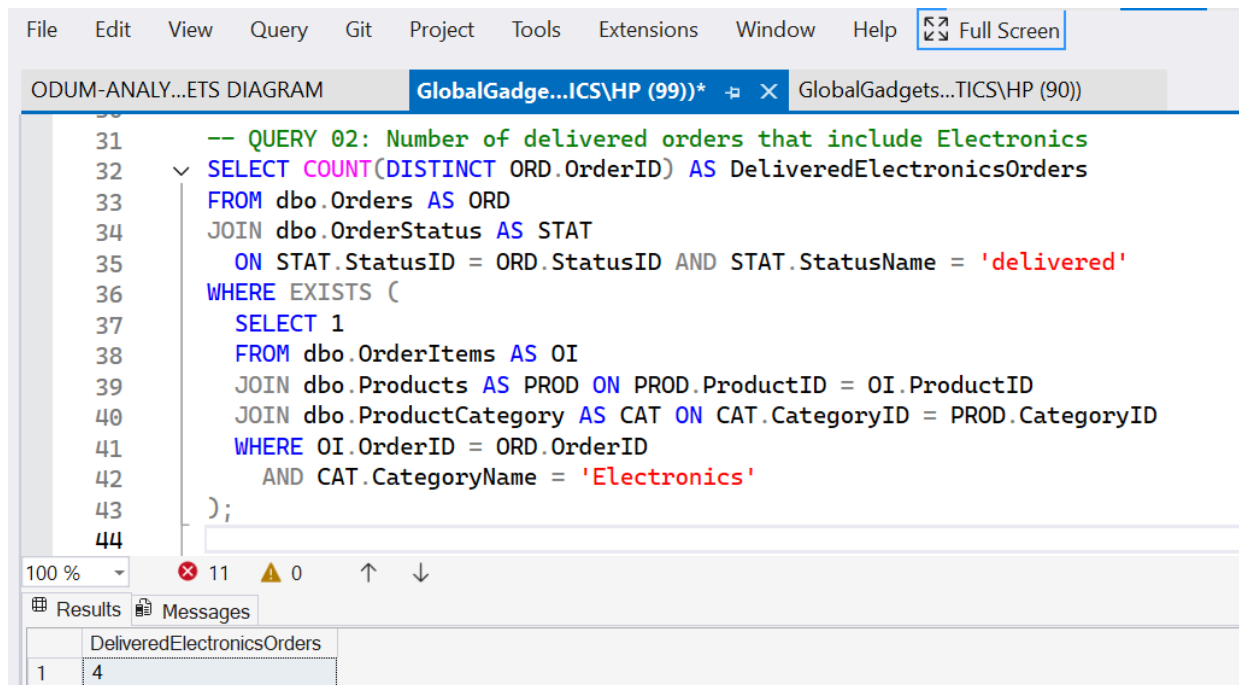 File Edit View Query Git Project Tools Extensions Window Help Full Screen
ODUM-ANALY...ETS DIAGRAM GlobalGadge...ICS\HP (99))* GlobalGadgets...TICS\HP (90))
31 -- QUERY 02: Number of delivered orders that include Electronics
32 SELECT COUNT(DISTINCT ORD.OrderID) AS DeliveredElectronicsOrders
33 FROM dbo.Orders AS ORD
34 JOIN dbo.OrderStatus AS STAT
35 ON STAT.StatusID = ORD.StatusID AND STAT.StatusName = 'delivered'
36 WHERE EXISTS (
37 SELECT 1
38 FROM dbo.OrderItems AS OI
39 JOIN dbo.Products AS PROD ON PROD.ProductID = OI.ProductID
40 JOIN dbo.ProductCategory AS CAT ON CAT.CategoryID = PROD.CategoryID
41 WHERE OI.OrderID = ORD.OrderID
42 AND CAT.CategoryName = 'Electronics'
43 );
44
100 % 11 0 ↑ ↓
Results Messages
DeliveredElectronicsOrders
1 4